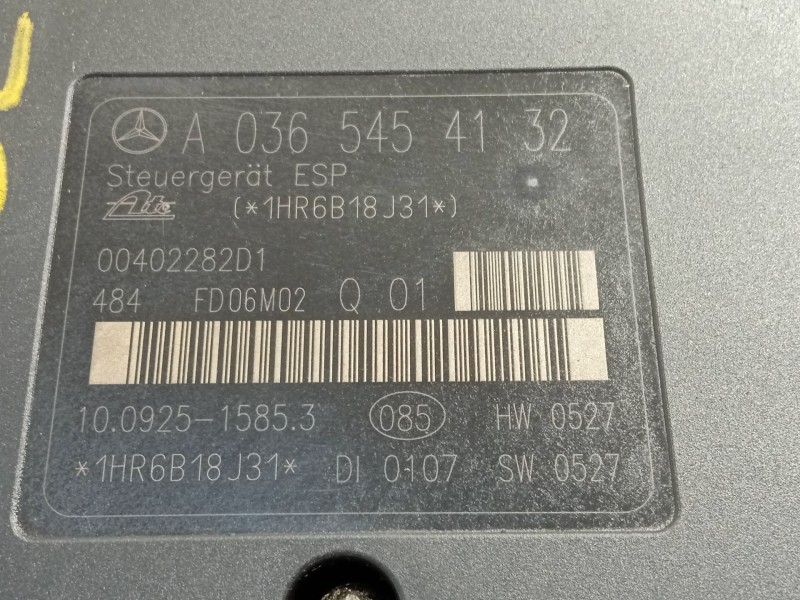 A 036 545 41 32
Steuergerät ESP
Ate (*1HR6B18J31*)
00402282D1
484 FD06M02 Q 01
10.0925-1585.3 085 HW 0527
*1HR6B18J31* DI 0107 SW 0527